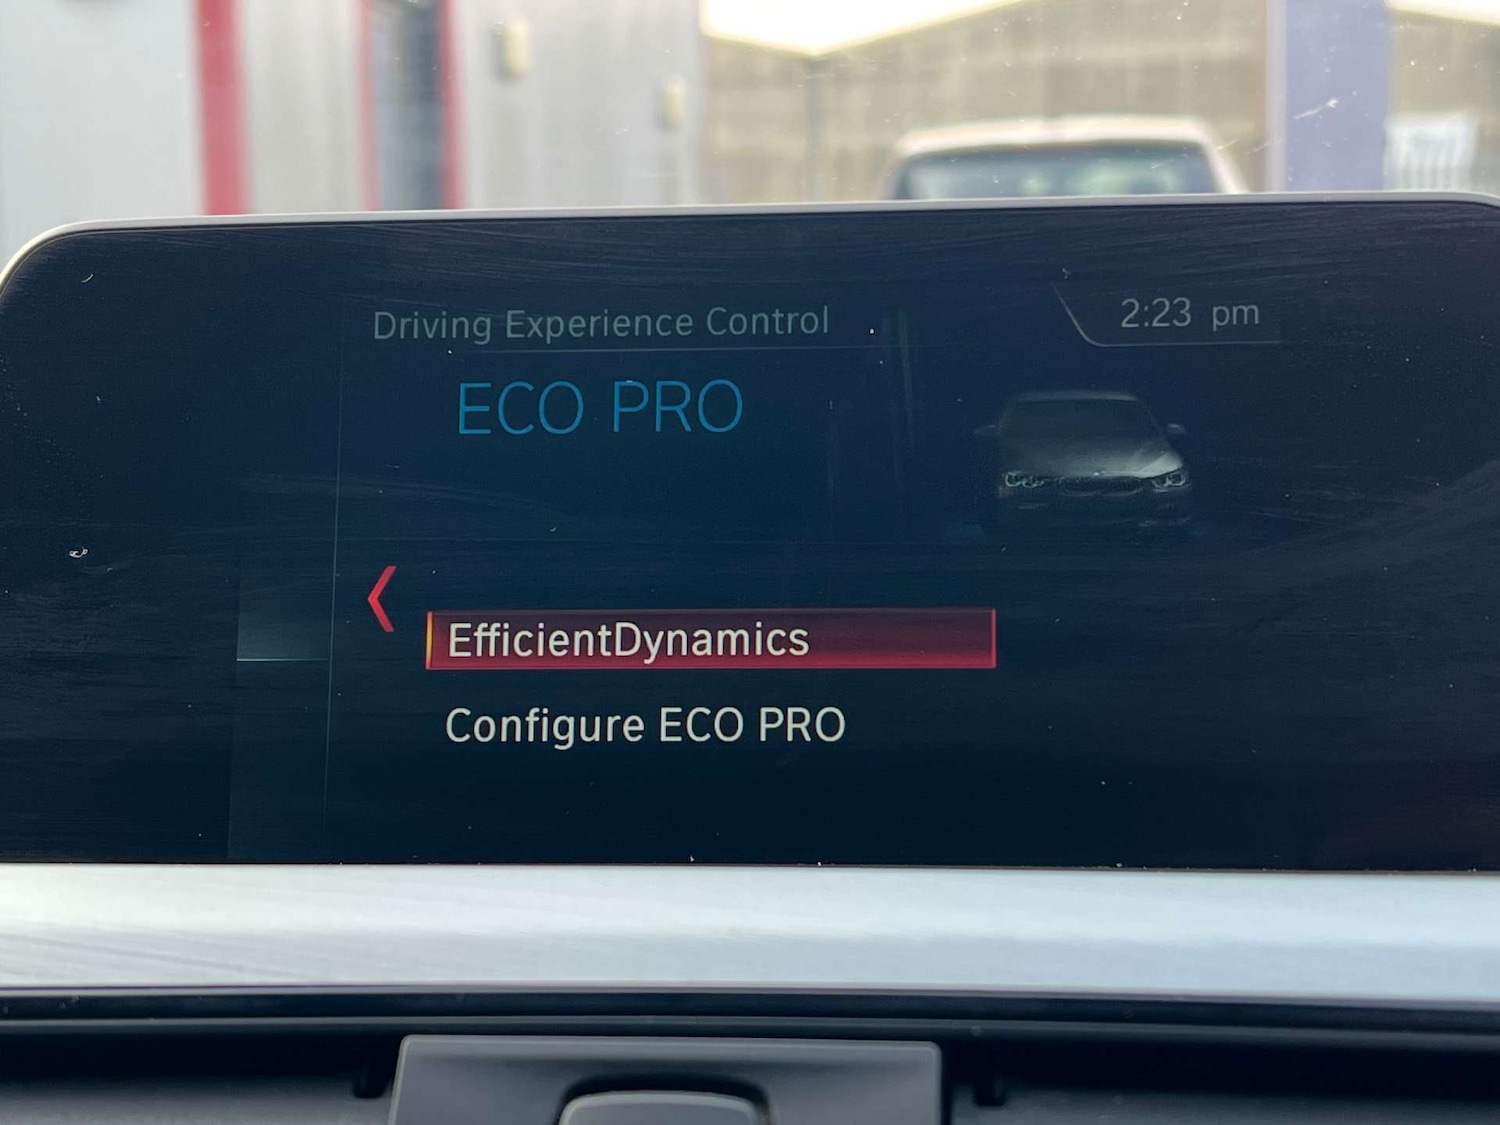 Driving Experience Control
2:23 pm
ECO PRO
EfficientDynamics
Configure ECO PRO